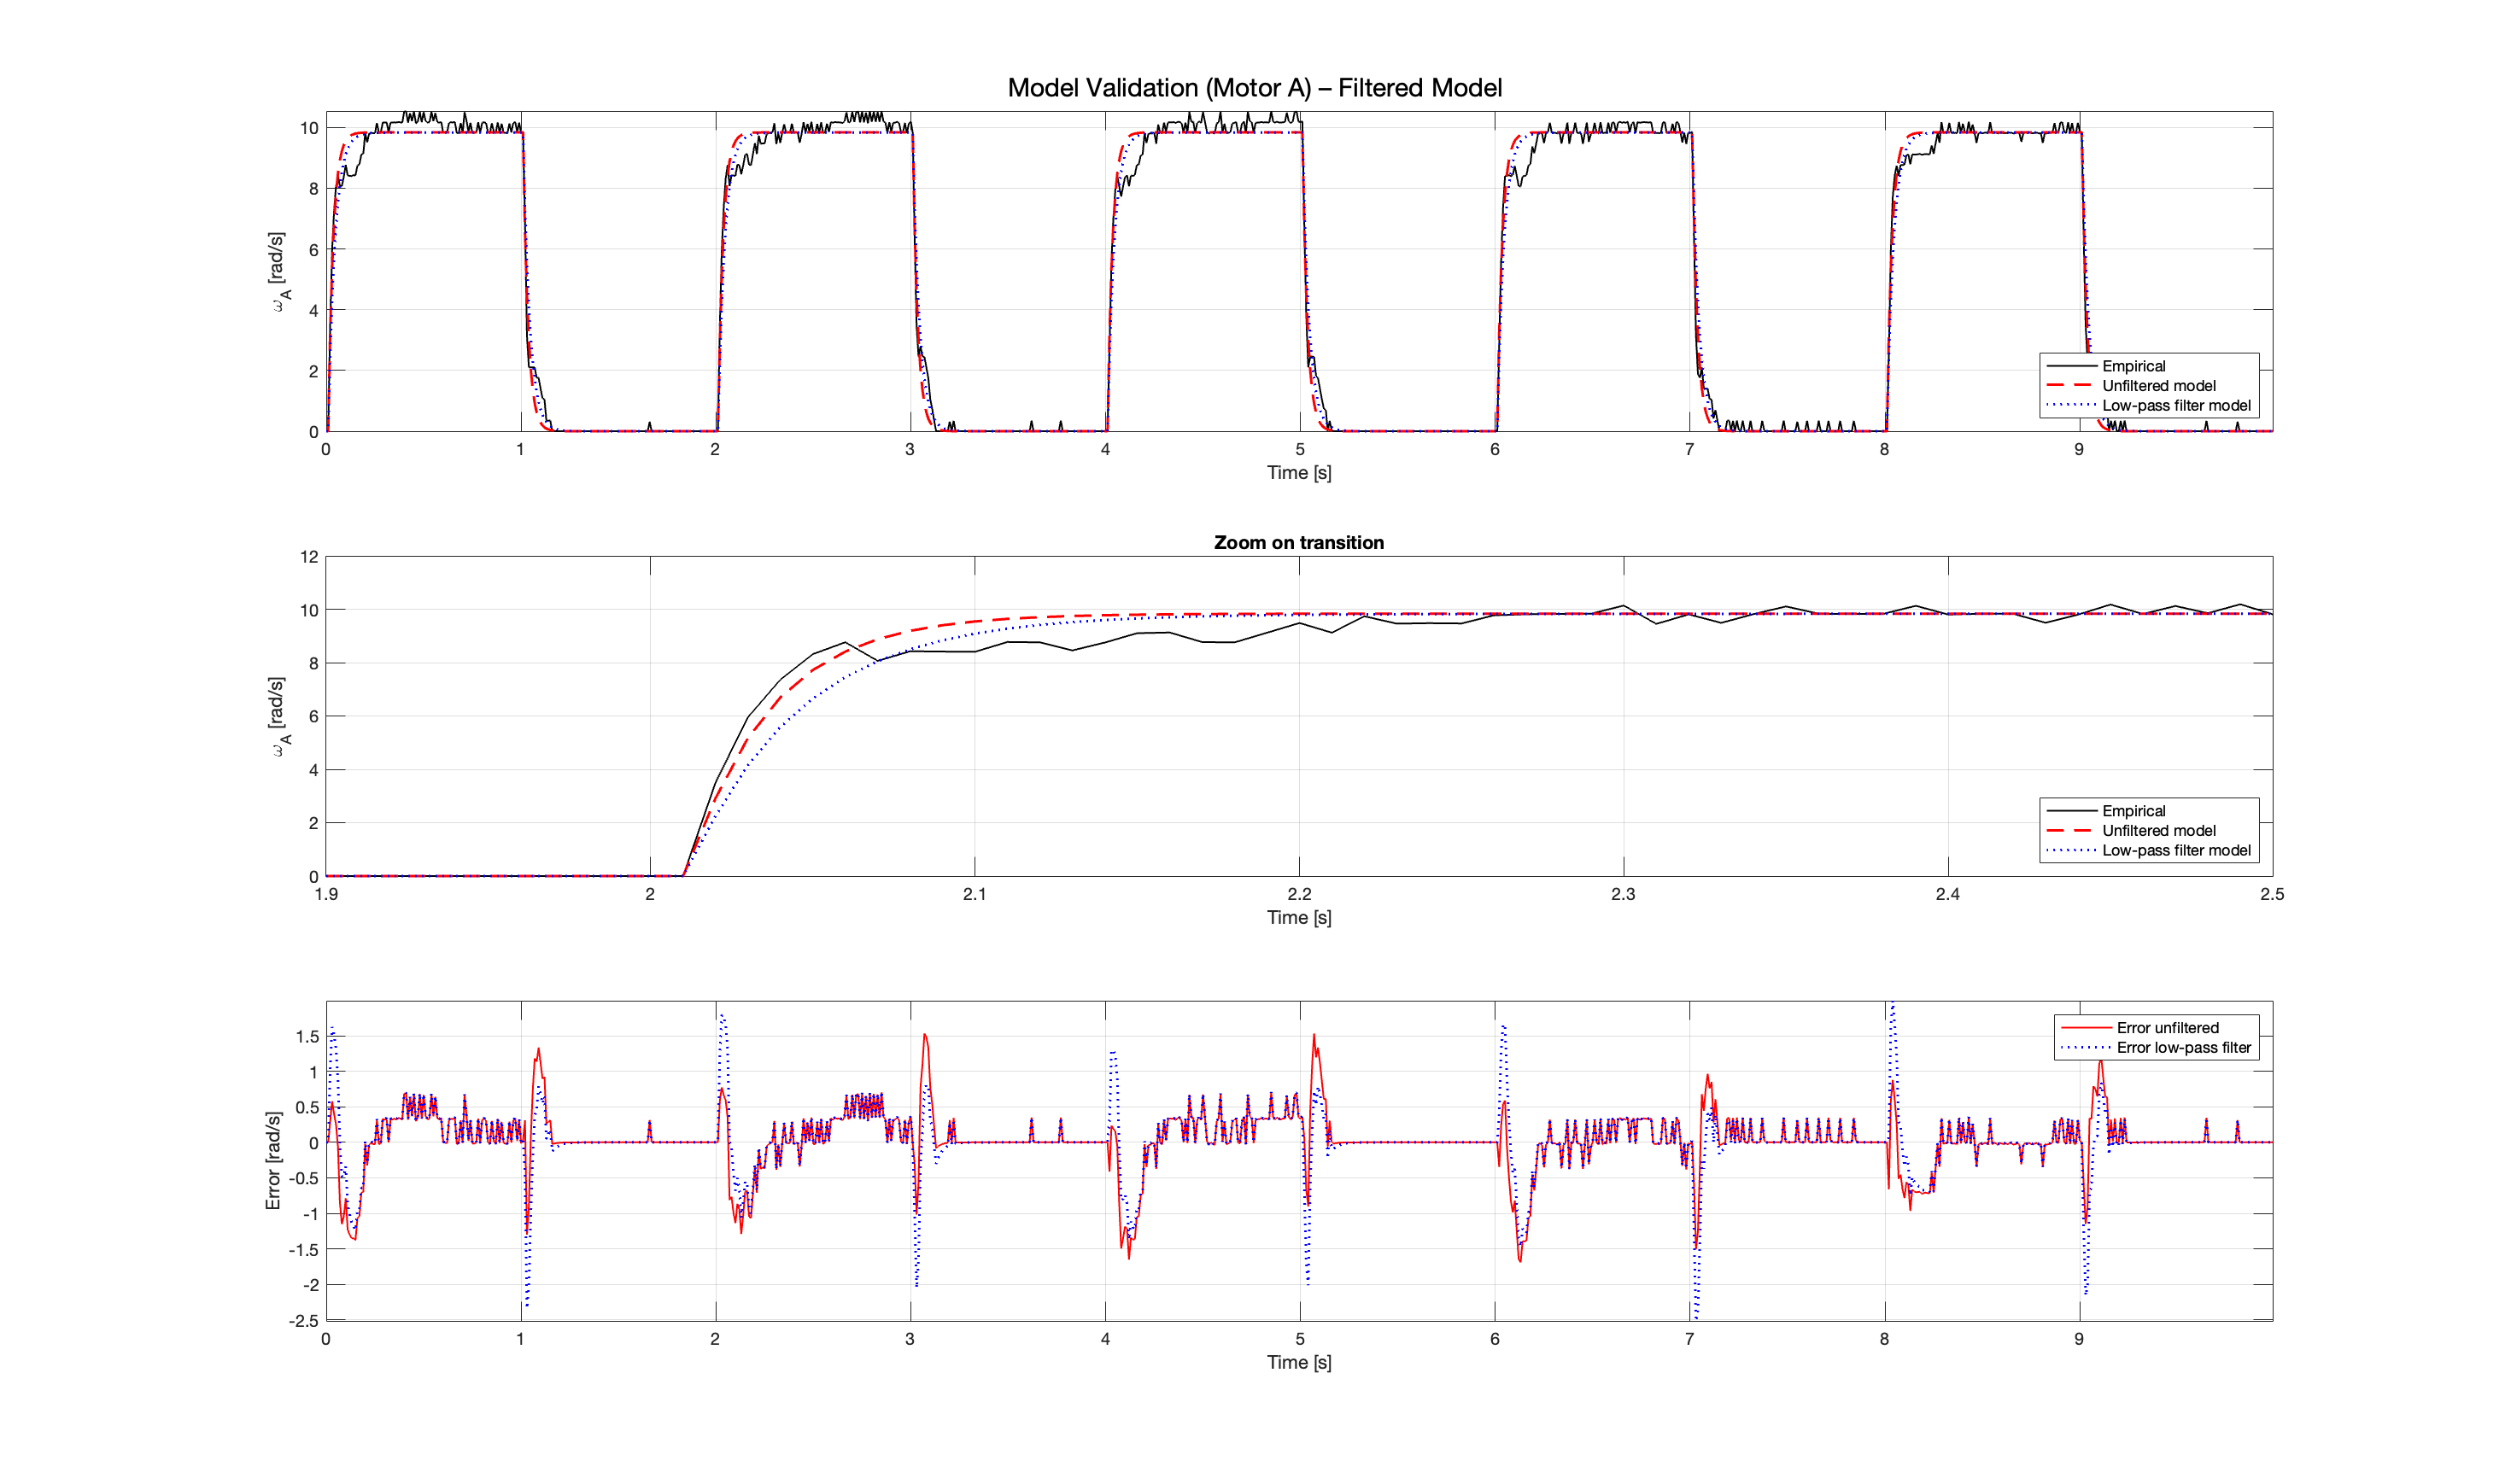 Model Validation (Motor A) – Filtered Model
10
8
6
4
2
0
ωA [rad/s]
Empirical
Unfiltered model
Low-pass filter model
0 1 2 3 4 5 6 7 8 9
Time [s]
Zoom on transition
12
10
8
6
4
2
0
ωA [rad/s]
Empirical
Unfiltered model
Low-pass filter model
1.9 2 2.1 2.2 2.3 2.4 2.5
Time [s]
1.5
1
0.5
0
-0.5
-1
-1.5
-2
-2.5
Error [rad/s]
Error unfiltered
Error low-pass filter
0 1 2 3 4 5 6 7 8 9
Time [s]